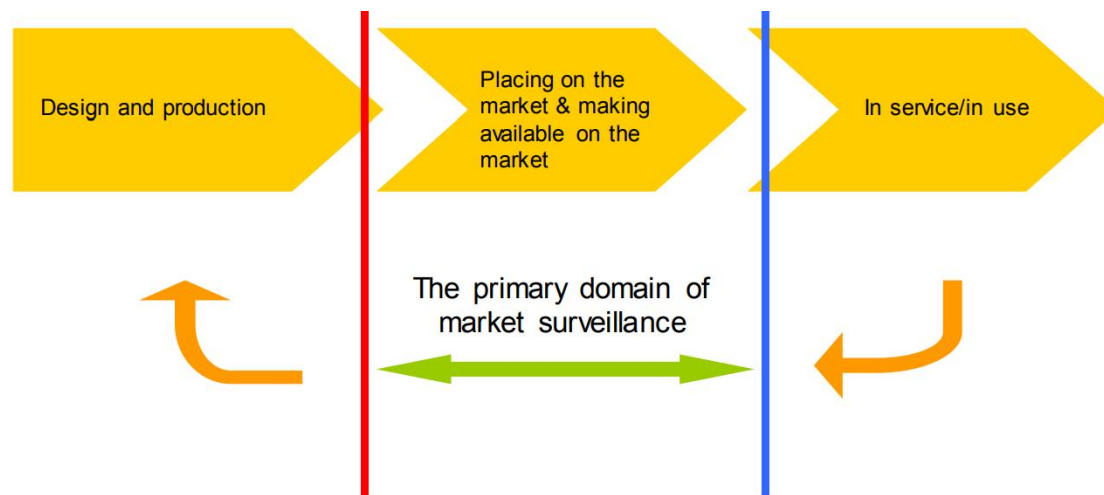 Design and production
Placing on the
market & making
available on the
market
In service/in use
The primary domain of
market surveillance